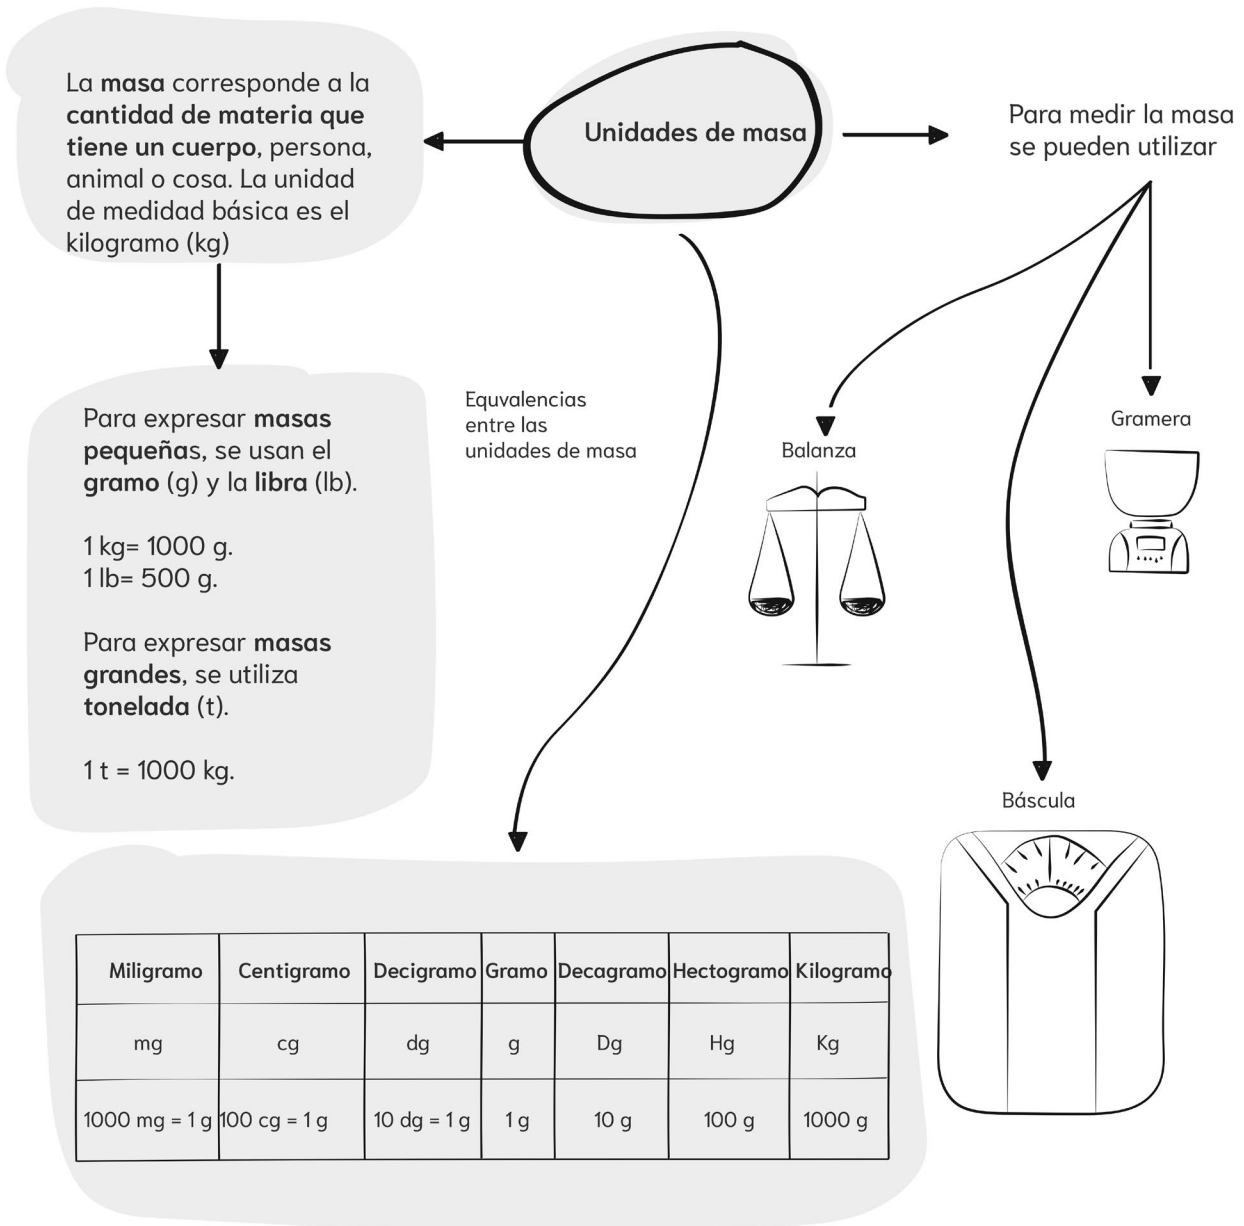 Unidades de masa
La masa corresponde a la
cantidad de materia que
tiene un cuerpo, persona,
animal o cosa. La unidad
de medidad básica es el
kilogramo (kg)
Para expresar masas
pequeñas, se usan el
gramo (g) y la libra (lb).
1 kg= 1000 g.
1 lb= 500 g.
Para expresar masas
grandes, se utiliza
tonelada (t).
1 t = 1000 kg.
Equvalencias
entre las
unidades de masa
Para medir la masa
se pueden utilizar
Balanza
Gramera
Báscula
Miligramo Centigramo Decigramo Gramo Decagramo Hectogramo Kilogramo
mg cg dg g Dg Hg Kg
1000 mg = 1 g 100 cg = 1 g 10 dg = 1 g 1 g 10 g 100 g 1000 g